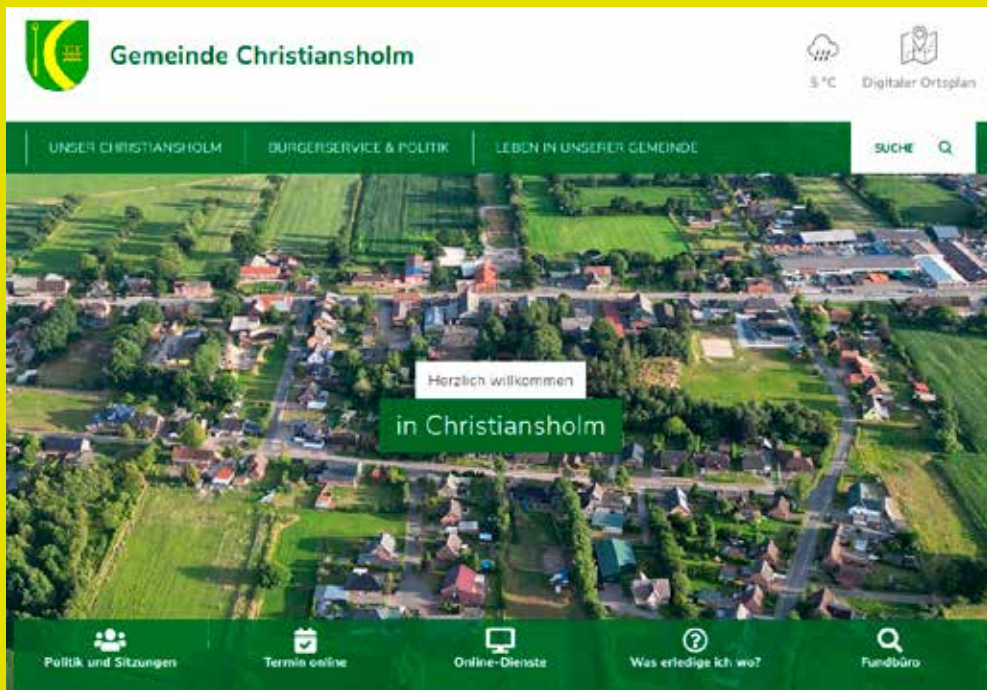 Gemeinde Christiansholm
5 °C
Digitaler Ortsplan
UNSER CHRISTIANSHOLM
BÜRGERSERVICE & POLITIK
LEBEN IN UNSERER GEMEINDE
SUCHE
Herzlich willkommen
in Christiansholm
Politik und Sitzungen
Termin online
Online-Dienste
Was erledige ich wo?
Fundbüro